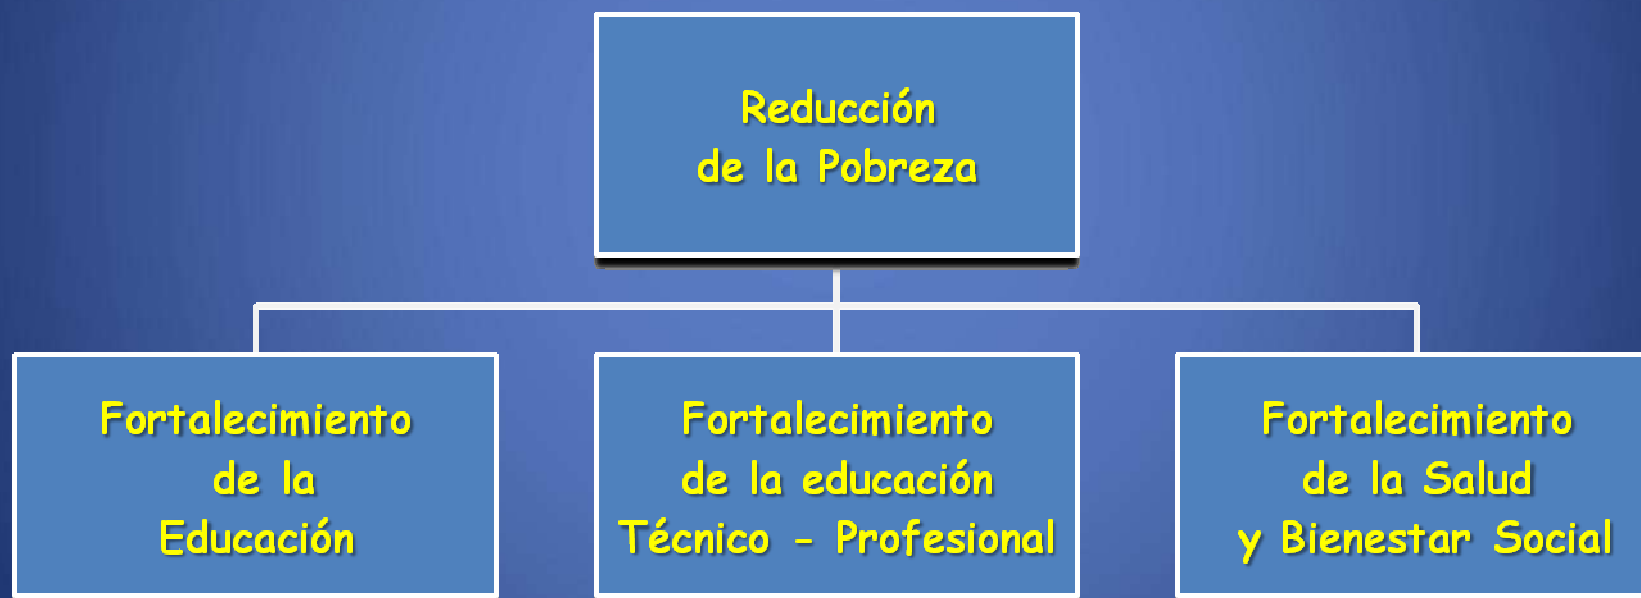 Reducción
de la Pobreza
Fortalecimiento
de la
Educación
Fortalecimiento
de la educación
Técnico - Profesional
Fortalecimiento
de la Salud
y Bienestar Social